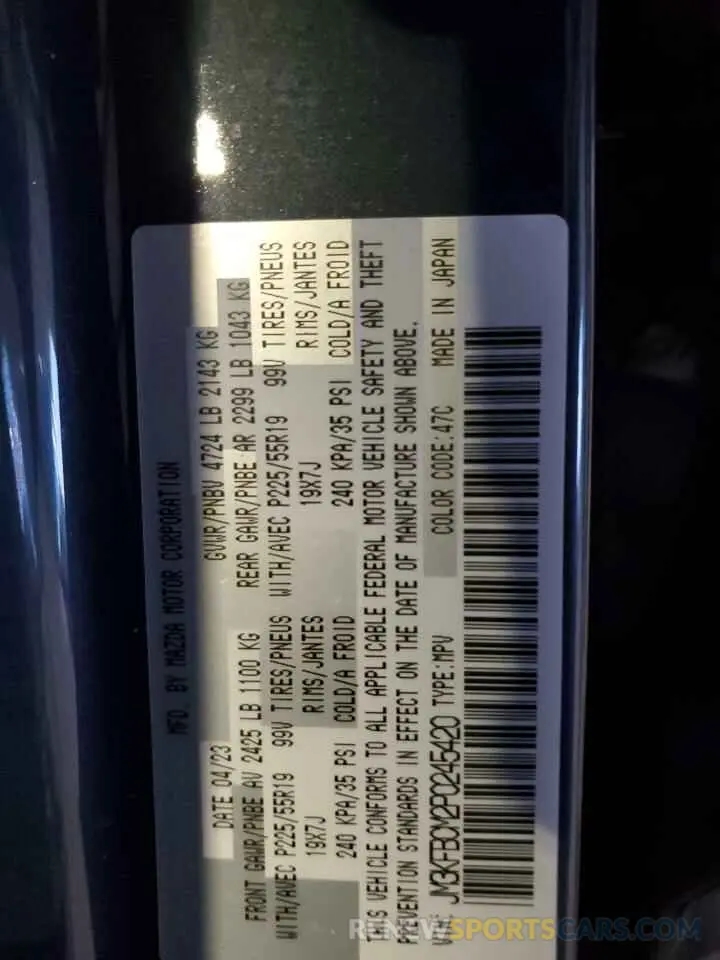 MFD. BY MAZDA MOTOR CORPORATION
DATE 04/23 GVWR/PNBV 4724 LB 2143 KG
FRONT GAWR/PNBE AV 2425 LB 1100 KG REAR GAWR/PNBE AR 2299 LB 1043 KG
WITH/AVEC P225/55R19 99V TIRES/PNEUS WITH/AVEC P225/55R19 99V TIRES/PNEUS
19X7J RIMS/JANTES 19X7J RIMS/JANTES
240 KPA/35 PSI COLD/A FROID 240 KPA/35 PSI COLD/A FROID
THIS VEHICLE CONFORMS TO ALL APPLICABLE FEDERAL MOTOR VEHICLE SAFETY AND THEFT
PREVENTION STANDARDS IN EFFECT ON THE DATE OF MANUFACTURE SHOWN ABOVE.
COLOR CODE:47C MADE IN JAPAN
JM3KFBCM2P0245420 TYPE:MPV
RENEWSPORTSCARS.COM